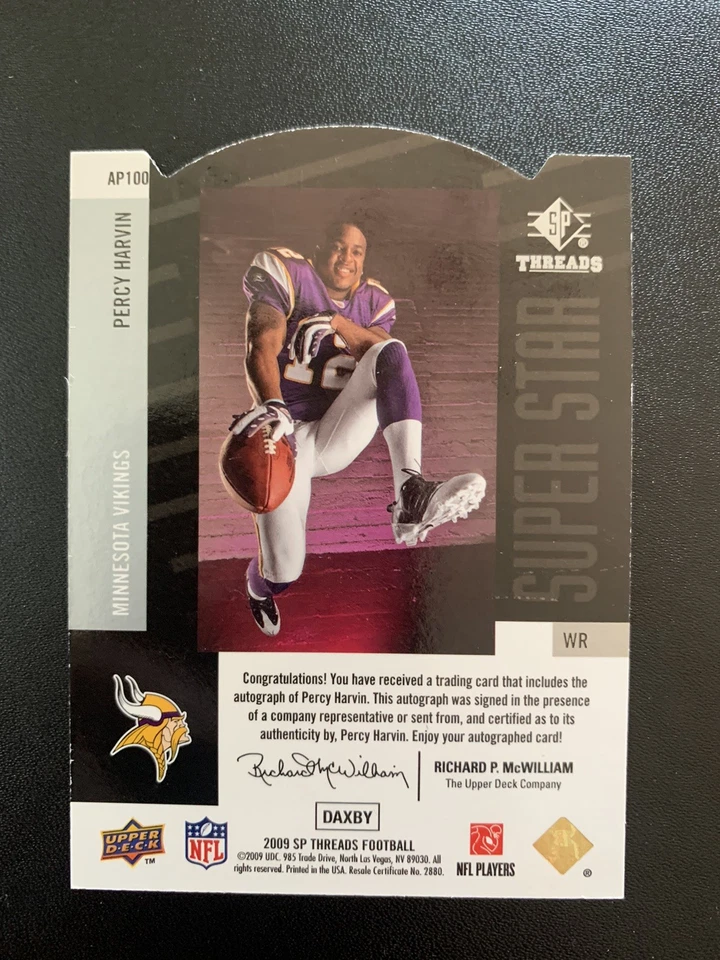 AP100
PERCY HARVIN
MINNESOTA VIKINGS
SP
®
THREADS
SUPER STAR
12
WR
Congratulations! You have received a trading card that includes the
autograph of Percy Harvin. This autograph was signed in the presence
of a company representative or sent from, and certified as to its
authenticity by, Percy Harvin. Enjoy your autographed card!
Richard P. McWilliam
RICHARD P. McWILLIAM
The Upper Deck Company
DAXBY
UPPER
D·E·C·K
TM
NFL
2009 SP THREADS FOOTBALL
©2009 UDC. 985 Trade Drive, North Las Vegas, NV 89030. All
rights reserved. Printed in the USA. Resale Certificate No. 2880.
NFL PLAYERS
®